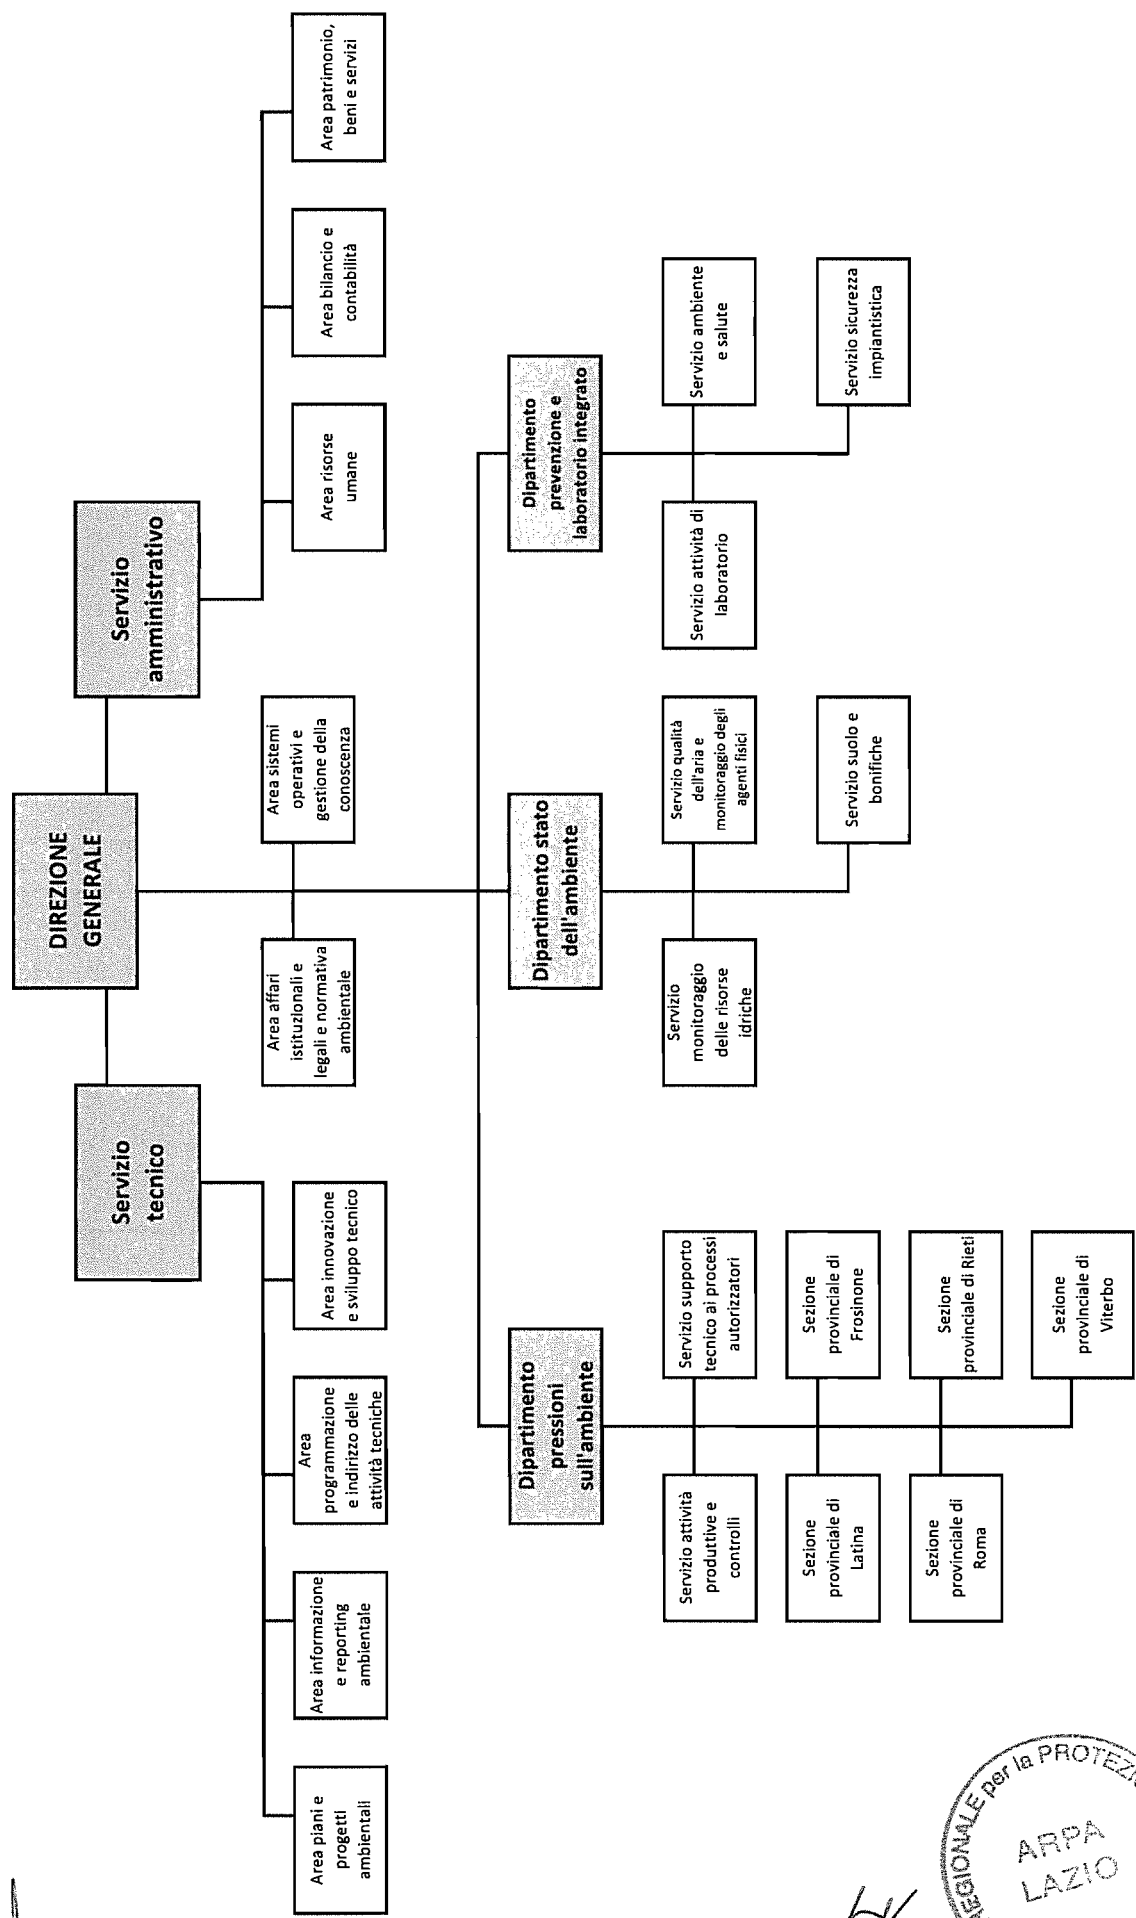 DIREZIONE
GENERALE
Servizio
tecnico
Servizio
amministrativo
Area piani e
progetti
ambientali
Area informazione
e reporting
ambientale
Area
programmazione
e indirizzo delle
attività tecniche
Area innovazione
e sviluppo tecnico
Area affari
istituzionali e
legali e normativa
ambientale
Area sistemi
operativi e
gestione della
conoscenza
Area risorse
umane
Area bilancio e
contabilità
Area patrimonio,
beni e servizi
Dipartimento
pressioni
sull'ambiente
Dipartimento stato
dell'ambiente
Dipartimento
prevenzione e
laboratorio integrato
Servizio attività
produttive e
controlli
Servizio supporto
tecnico ai processi
autorizzatori
Sezione
provinciale di
Latina
Sezione
provinciale di
Frosinone
Sezione
provinciale di
Roma
Sezione
provinciale di Rieti
Sezione
provinciale di
Viterbo
Servizio
monitoraggio
delle risorse
idriche
Servizio qualità
dell'aria e
monitoraggio degli
agenti fisici
Servizio suolo e
bonifiche
Servizio attività di
laboratorio
Servizio ambiente
e salute
Servizio sicurezza
impiantistica
REGIONALE per la
ARPA
LAZIO